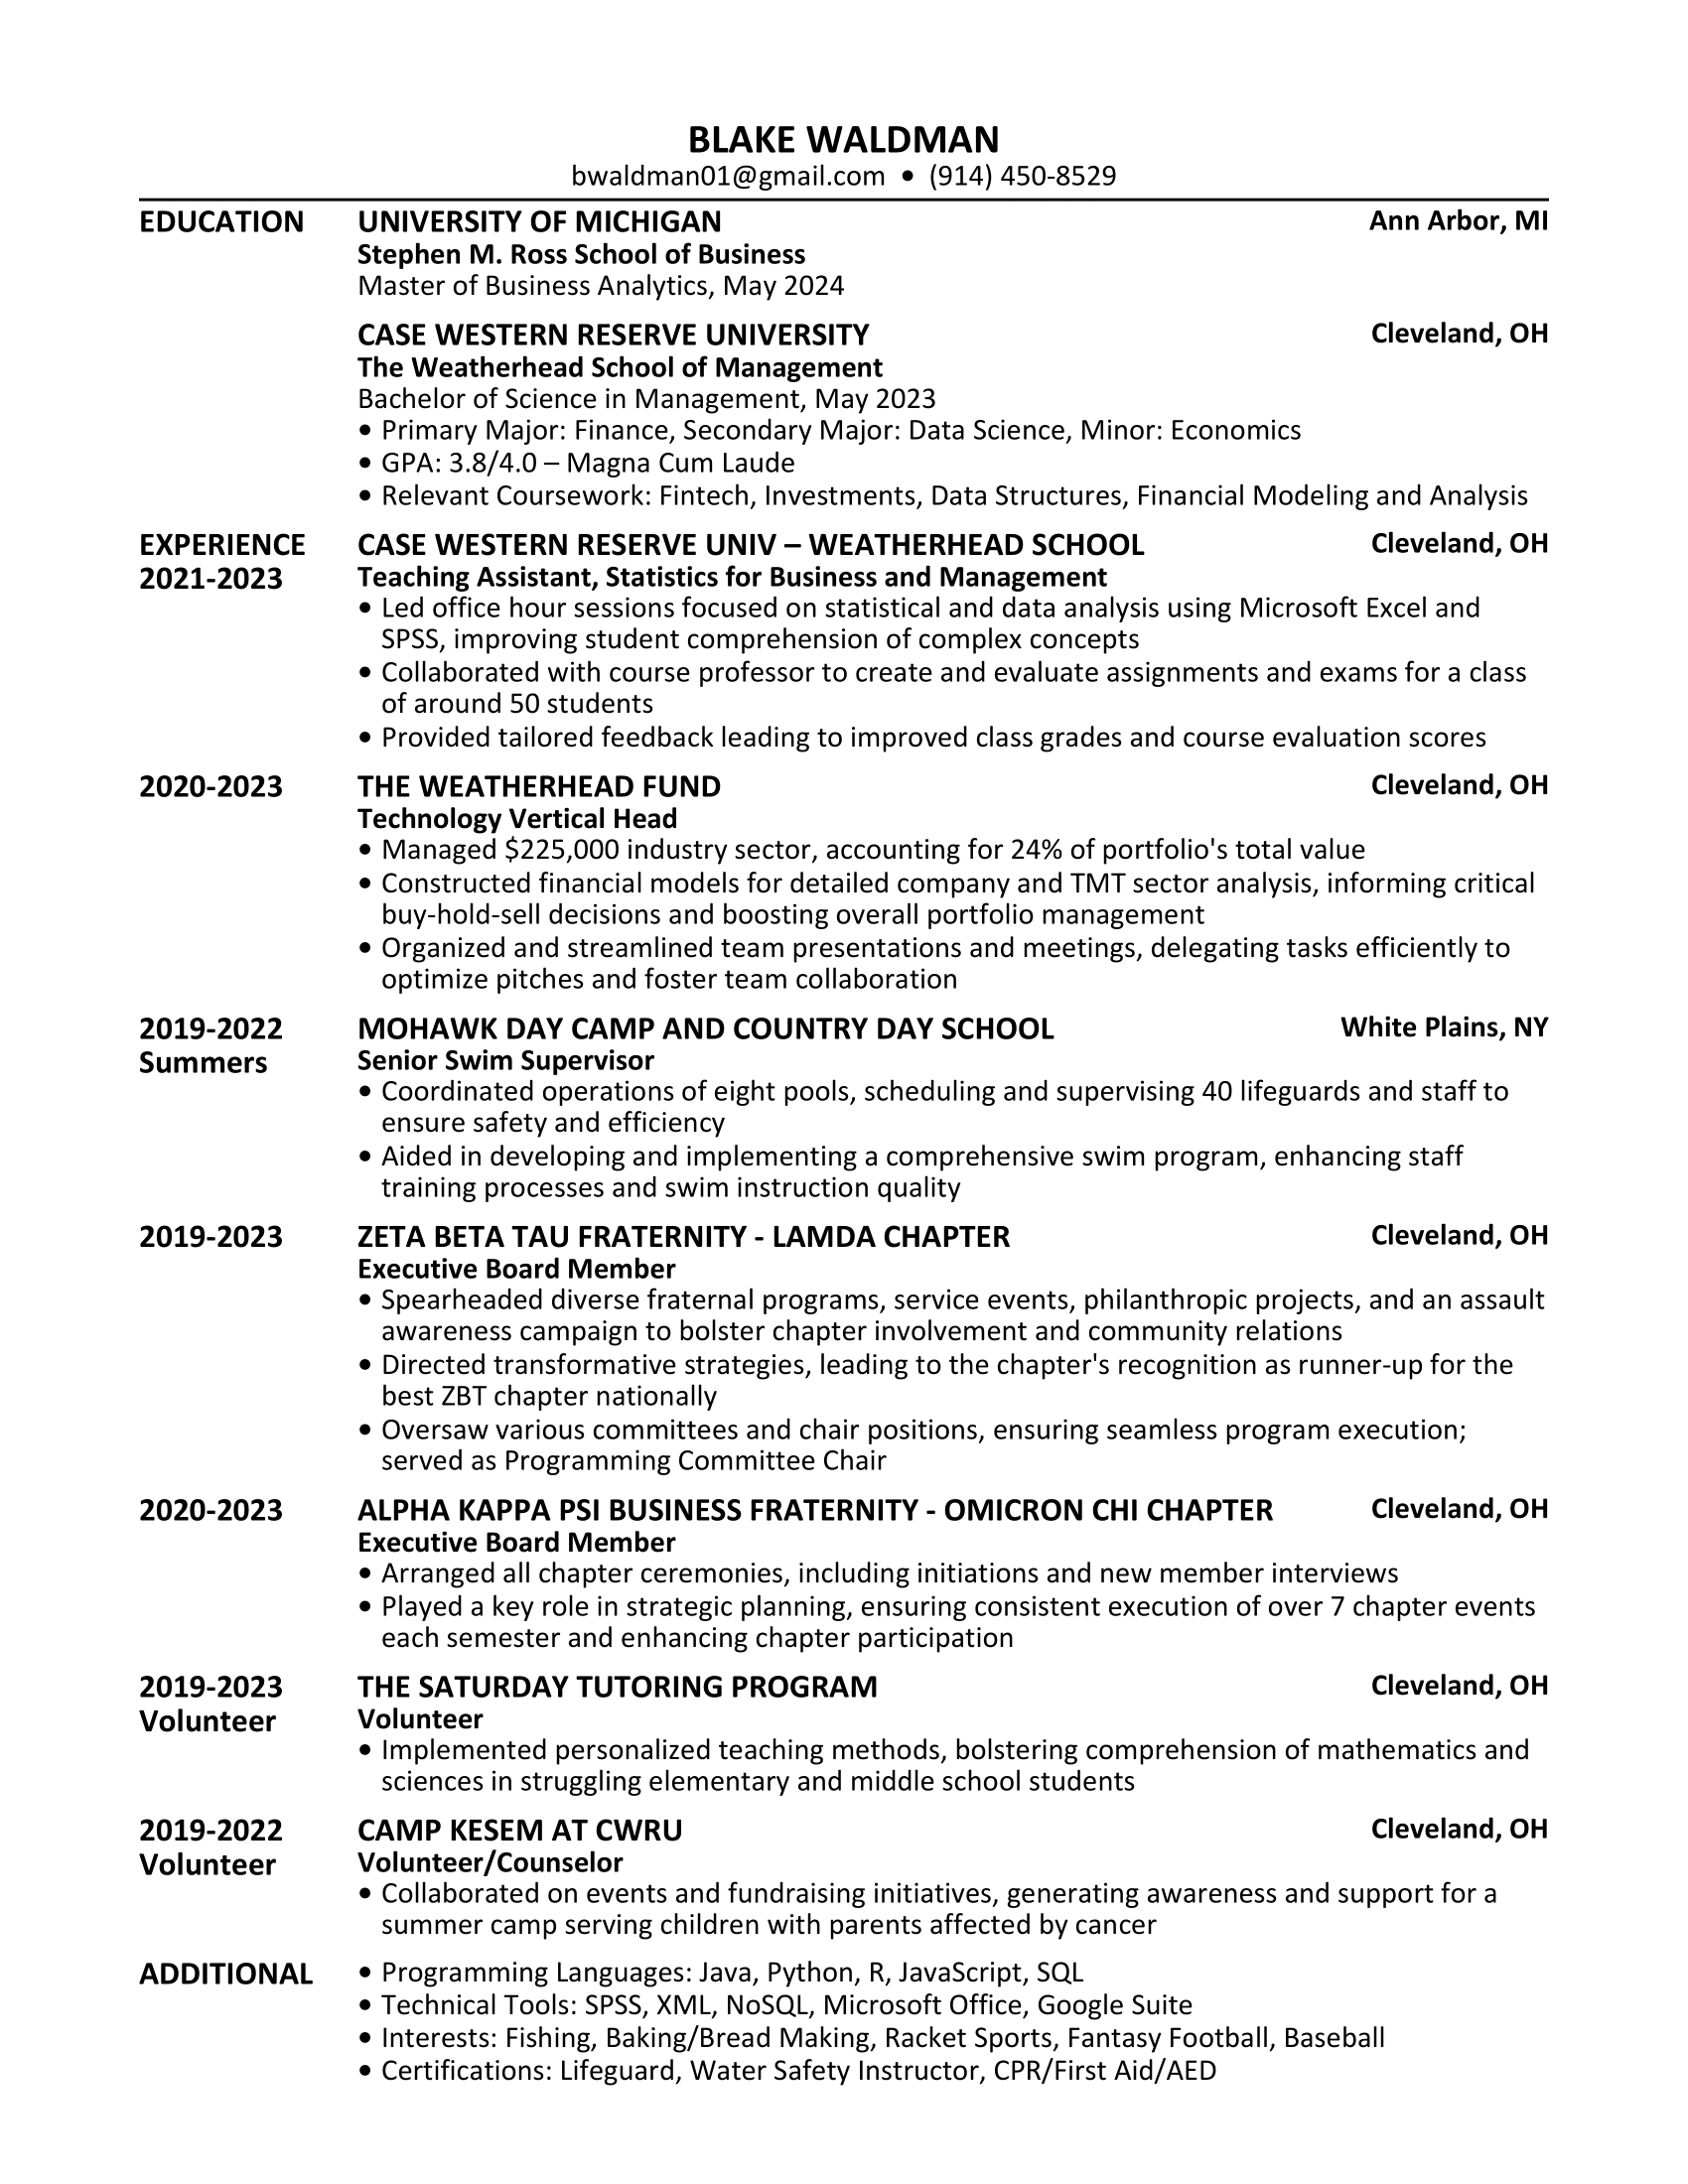 BLAKE WALDMAN
bwaldman01@gmail.com • (914) 450-8529
EDUCATION UNIVERSITY OF MICHIGAN Ann Arbor, MI
Stephen M. Ross School of Business
Master of Business Analytics, May 2024
CASE WESTERN RESERVE UNIVERSITY Cleveland, OH
The Weatherhead School of Management
Bachelor of Science in Management, May 2023
• Primary Major: Finance, Secondary Major: Data Science, Minor: Economics
• GPA: 3.8/4.0 – Magna Cum Laude
• Relevant Coursework: Fintech, Investments, Data Structures, Financial Modeling and Analysis
EXPERIENCE CASE WESTERN RESERVE UNIV – WEATHERHEAD SCHOOL Cleveland, OH
2021-2023 Teaching Assistant, Statistics for Business and Management
• Led office hour sessions focused on statistical and data analysis using Microsoft Excel and
SPSS, improving student comprehension of complex concepts
• Collaborated with course professor to create and evaluate assignments and exams for a class
of around 50 students
• Provided tailored feedback leading to improved class grades and course evaluation scores
2020-2023 THE WEATHERHEAD FUND Cleveland, OH
Technology Vertical Head
• Managed $225,000 industry sector, accounting for 24% of portfolio's total value
• Constructed financial models for detailed company and TMT sector analysis, informing critical
buy-hold-sell decisions and boosting overall portfolio management
• Organized and streamlined team presentations and meetings, delegating tasks efficiently to
optimize pitches and foster team collaboration
2019-2022 MOHAWK DAY CAMP AND COUNTRY DAY SCHOOL White Plains, NY
Summers Senior Swim Supervisor
• Coordinated operations of eight pools, scheduling and supervising 40 lifeguards and staff to
ensure safety and efficiency
• Aided in developing and implementing a comprehensive swim program, enhancing staff
training processes and swim instruction quality
2019-2023 ZETA BETA TAU FRATERNITY - LAMDA CHAPTER Cleveland, OH
Executive Board Member
• Spearheaded diverse fraternal programs, service events, philanthropic projects, and an assault
awareness campaign to bolster chapter involvement and community relations
• Directed transformative strategies, leading to the chapter's recognition as runner-up for the
best ZBT chapter nationally
• Oversaw various committees and chair positions, ensuring seamless program execution;
served as Programming Committee Chair
2020-2023 ALPHA KAPPA PSI BUSINESS FRATERNITY - OMICRON CHI CHAPTER Cleveland, OH
Executive Board Member
• Arranged all chapter ceremonies, including initiations and new member interviews
• Played a key role in strategic planning, ensuring consistent execution of over 7 chapter events
each semester and enhancing chapter participation
2019-2023 THE SATURDAY TUTORING PROGRAM Cleveland, OH
Volunteer Volunteer
• Implemented personalized teaching methods, bolstering comprehension of mathematics and
sciences in struggling elementary and middle school students
2019-2022 CAMP KESEM AT CWRU Cleveland, OH
Volunteer Volunteer/Counselor
• Collaborated on events and fundraising initiatives, generating awareness and support for a
summer camp serving children with parents affected by cancer
ADDITIONAL • Programming Languages: Java, Python, R, JavaScript, SQL
• Technical Tools: SPSS, XML, NoSQL, Microsoft Office, Google Suite
• Interests: Fishing, Baking/Bread Making, Racket Sports, Fantasy Football, Baseball
• Certifications: Lifeguard, Water Safety Instructor, CPR/First Aid/AED